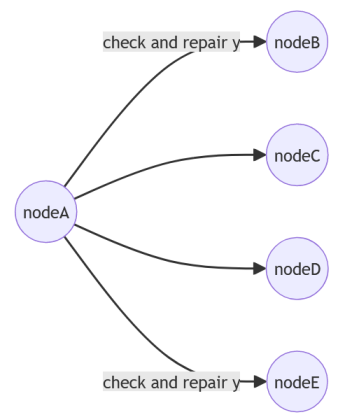 check and repair y
nodeB
nodeC
nodeA
nodeD
check and repair y
nodeE